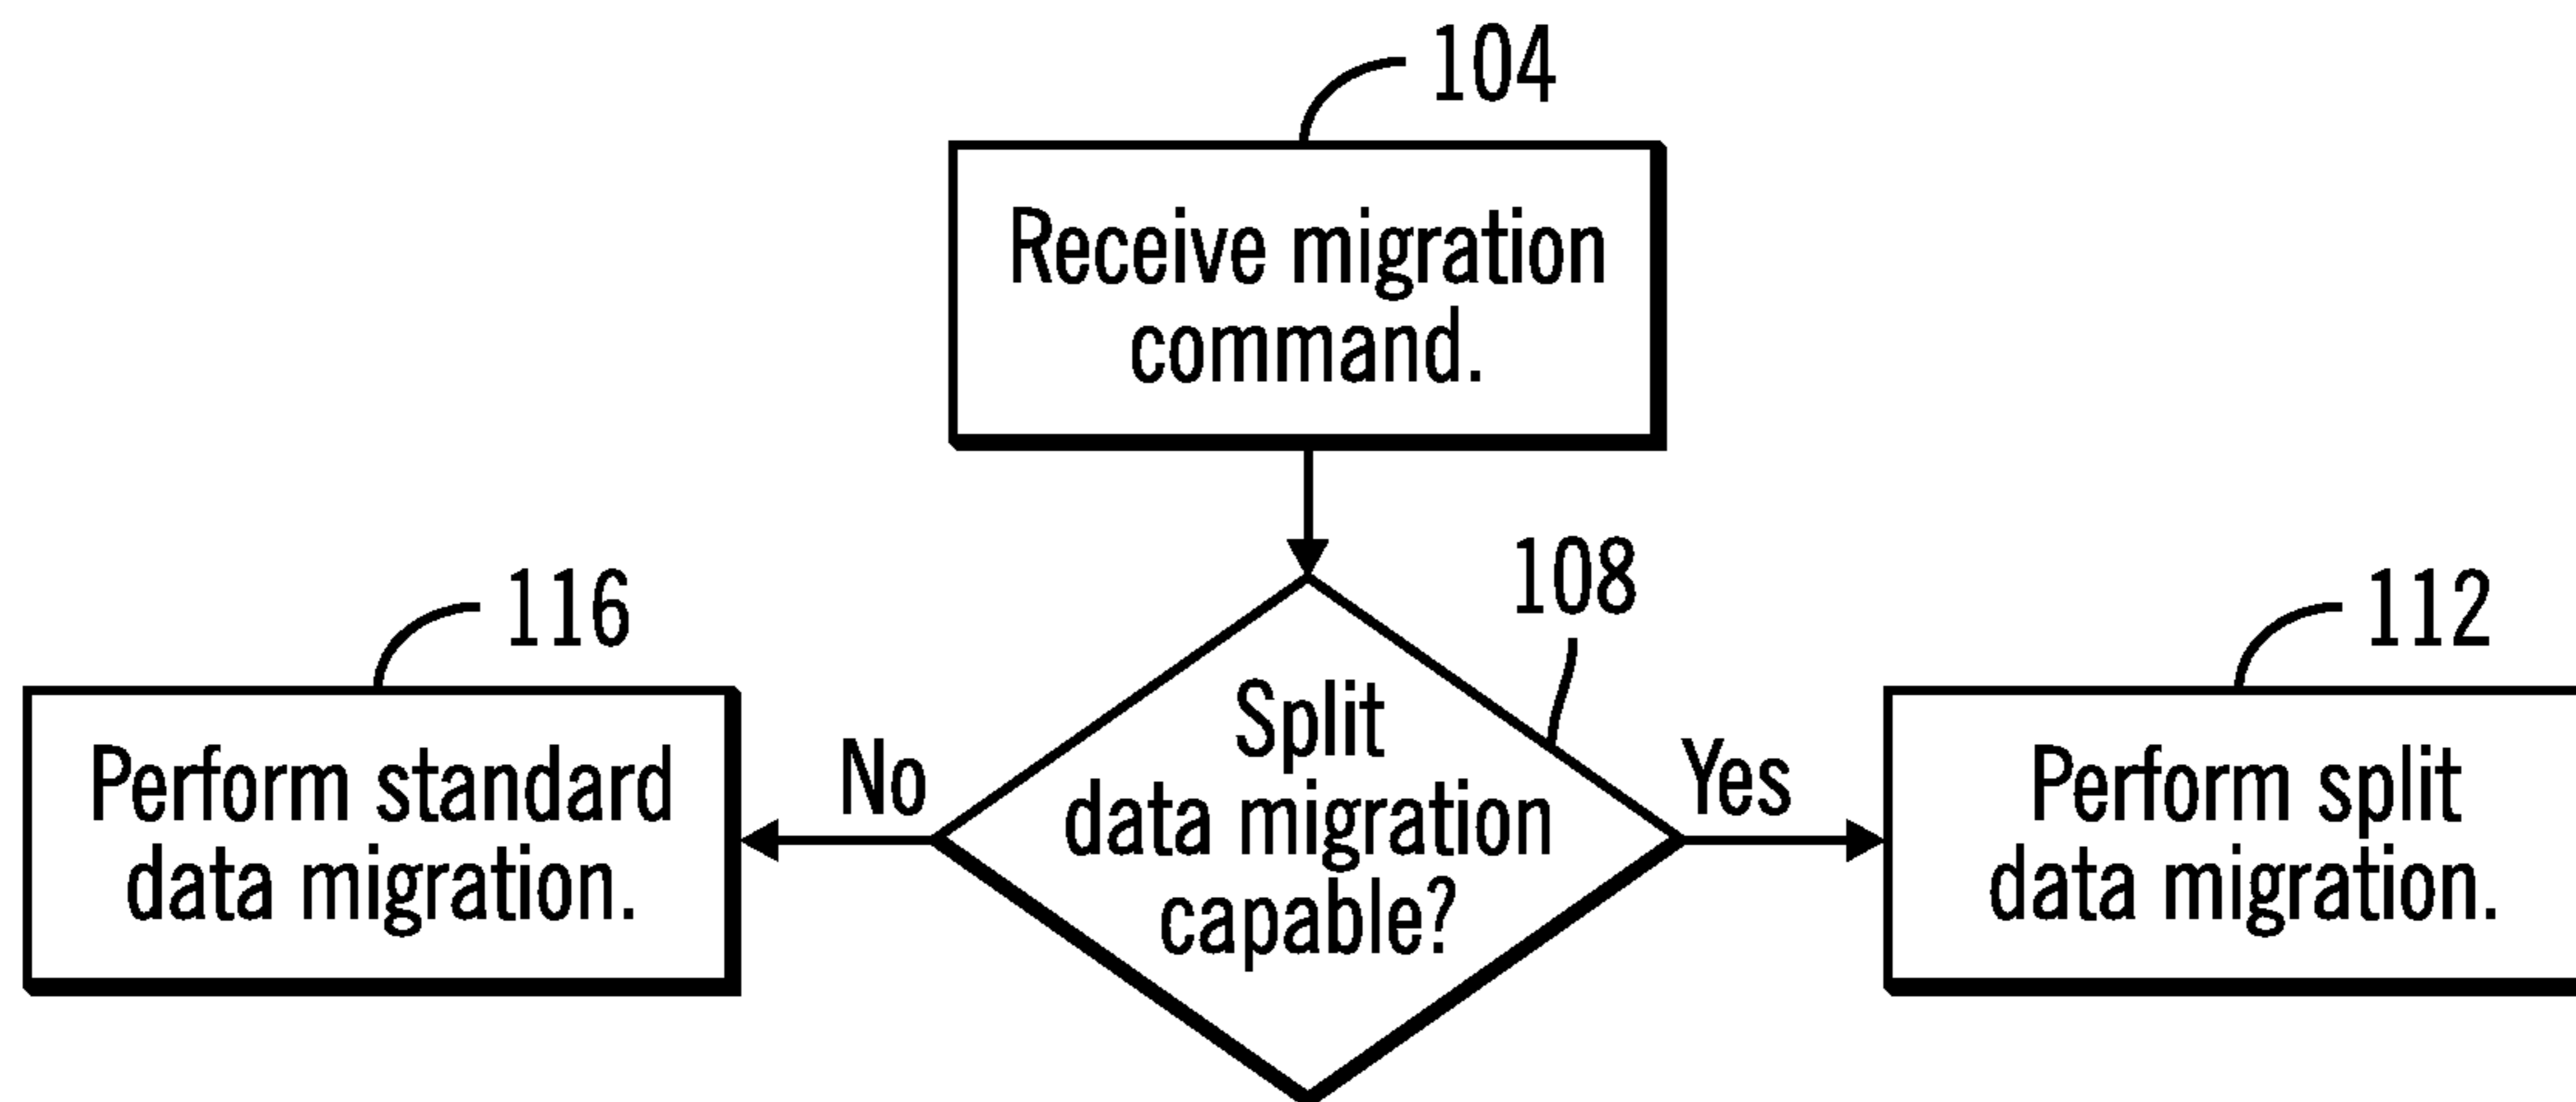 104
Receive migration
command.
108
116
112
Split
data migration
capable?
No
Yes
Perform standard
data migration.
Perform split
data migration.